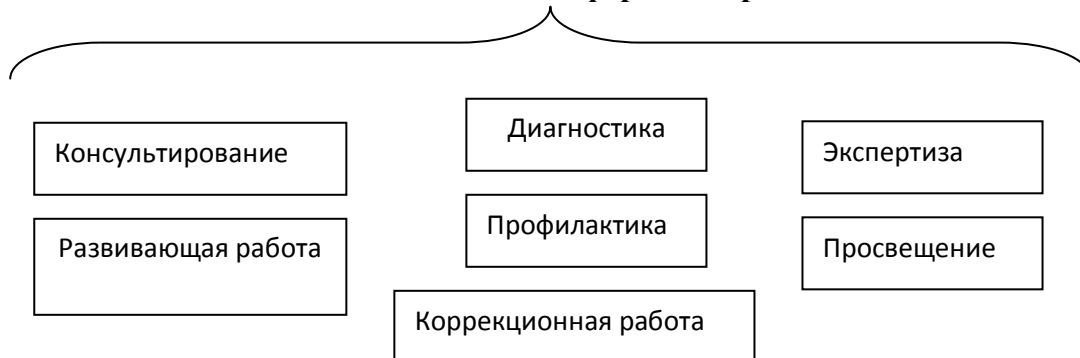 Консультирование
Диагностика
Экспертиза
Развивающая работа
Профилактика
Просвещение
Коррекционная работа